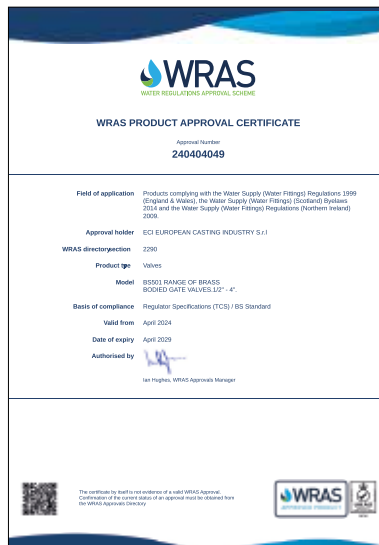 WRAS
WATER REGULATIONS APPROVAL SCHEME
WRAS PRODUCT APPROVAL CERTIFICATE
Approval Number
240404049
Field of application Products complying with the Water Supply (Water Fittings) Regulations 1999
(England & Wales), the Water Supply (Water Fittings) (Scotland) Byelaws
2014 and the Water Supply (Water Fittings) Regulations (Northern Ireland)
2009.
Approval holder ECI EUROPEAN CASTING INDUSTRY S.r.l
WRAS directory section 2290
Product type Valves
Model BS501 RANGE OF BRASS
BODIED GATE VALVES.1/2" - 4".
Basis of compliance Regulator Specifications (TCS) / BS Standard
Valid from April 2024
Date of expiry April 2029
Authorised by
Ian Hughes, WRAS Approvals Manager
The certificate by itself is not evidence of a valid WRAS Approval.
Confirmation of the current status of an approval must be obtained from
the WRAS Approvals Directory
WRAS
APPROVED PRODUCT